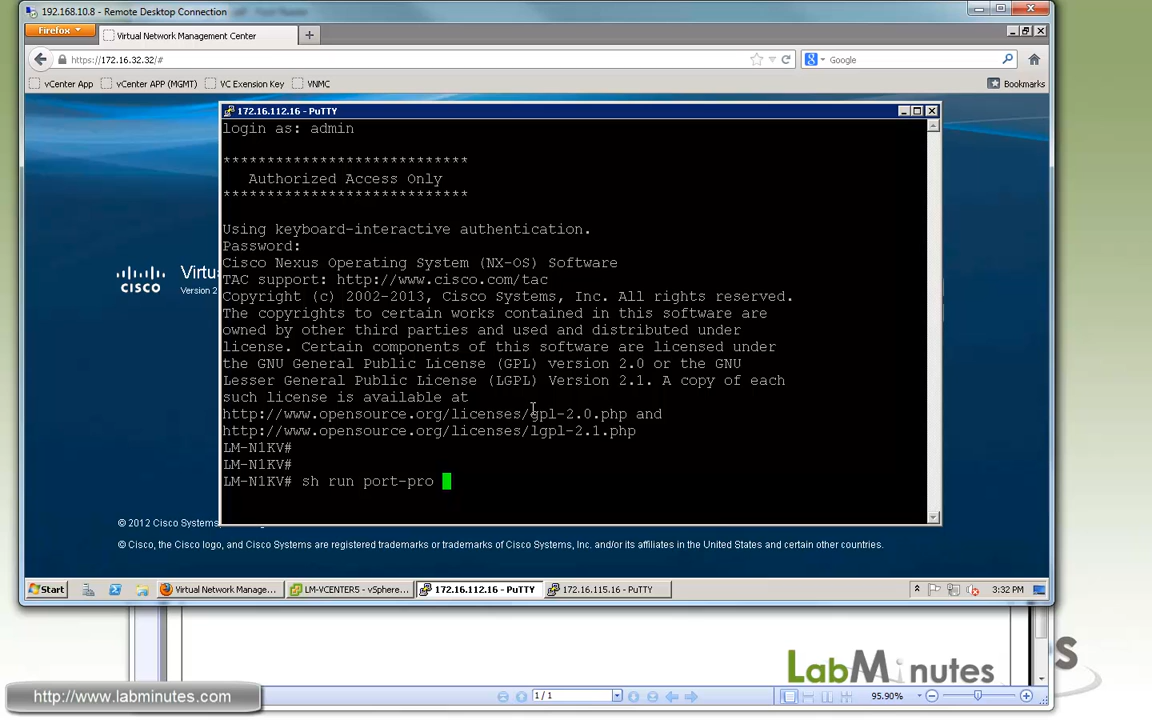 192.168.10.8 - Remote Desktop Connection
Firefox
Virtual Network Management Center
https://172.16.32.32/#
Google
vCenter App
vCenter APP (MGMT)
VC Exension Key
VNMC
Bookmarks
172.16.112.16 - PuTTY
login as: admin
****************************
Authorized Access Only
****************************
Using keyboard-interactive authentication.
Password:
Cisco Nexus Operating System (NX-OS) Software
TAC support: http://www.cisco.com/tac
Copyright (c) 2002-2013, Cisco Systems, Inc. All rights reserved.
The copyrights to certain works contained in this software are
owned by other third parties and used and distributed under
license. Certain components of this software are licensed under
the GNU General Public License (GPL) version 2.0 or the GNU
Lesser General Public License (LGPL) Version 2.1. A copy of each
such license is available at
http://www.opensource.org/licenses/gpl-2.0.php and
http://www.opensource.org/licenses/lgpl-2.1.php
LM-N1KV#
LM-N1KV#
LM-N1KV# sh run port-pro
CISCO
Virtu
Version 2
© 2012 Cisco Systems,
© Cisco, the Cisco logo, and Cisco Systems are registered trademarks or trademarks of Cisco Systems, Inc. and/or its affiliates in the United States and certain other countries.
Start
Virtual Network Manage...
LM-VCENTER5 - vSphere...
172.16.112.16 - PuTTY
172.16.115.16 - PuTTY
3:32 PM
LabMinutes
S
http://www.labminutes.com
1 / 1
95.90%